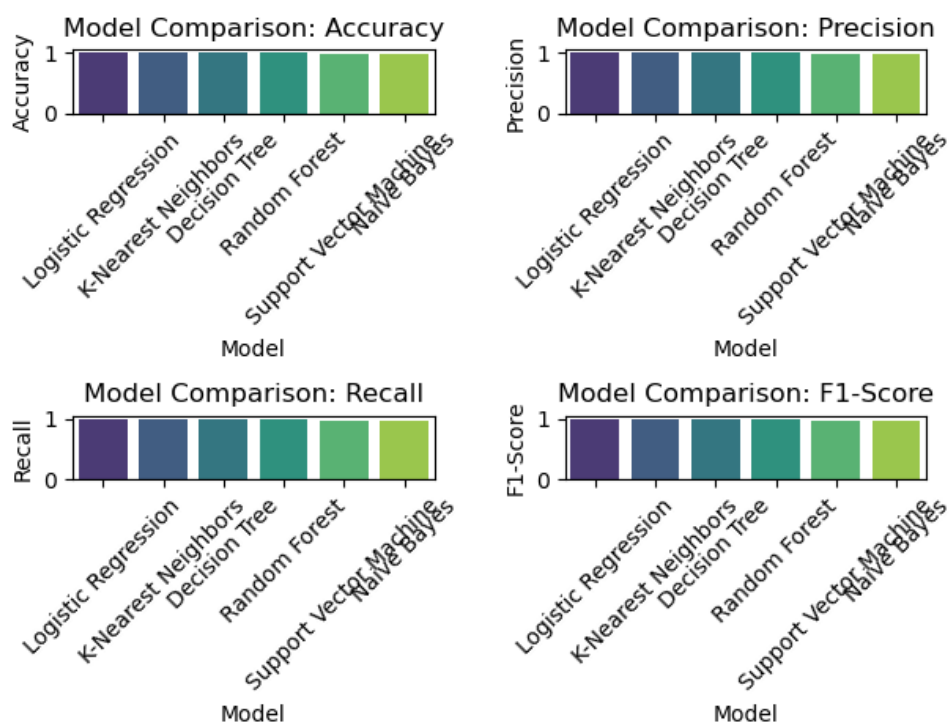 Model Comparison: Accuracy
Accuracy
1
0
Logistic Regression
K-Nearest Neighbors
Decision Tree
Random Forest
Support Vector Machine
Naive Bayes
Model
Model Comparison: Precision
Precision
1
0
Logistic Regression
K-Nearest Neighbors
Decision Tree
Random Forest
Support Vector Machine
Naive Bayes
Model
Model Comparison: Recall
Recall
1
0
Logistic Regression
K-Nearest Neighbors
Decision Tree
Random Forest
Support Vector Machine
Naive Bayes
Model
Model Comparison: F1-Score
F1-Score
1
0
Logistic Regression
K-Nearest Neighbors
Decision Tree
Random Forest
Support Vector Machine
Naive Bayes
Model